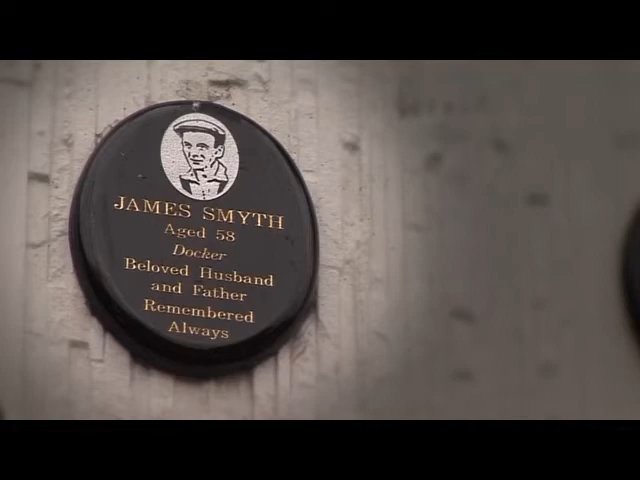 JAMES SMYTH
Aged 58
Docker
Beloved Husband
and Father
Remembered
Always